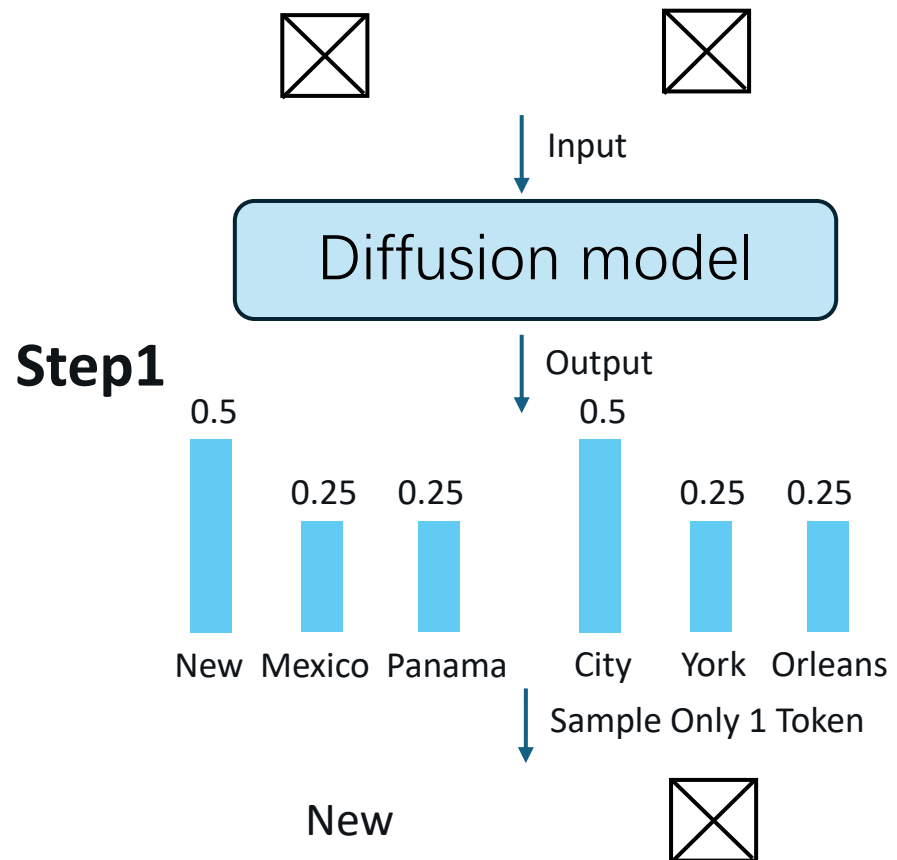 Input
Diffusion model
Output
Step1
0.5 0.5
0.25 0.25 0.25 0.25
New Mexico Panama City York Orleans
Sample Only 1 Token
New